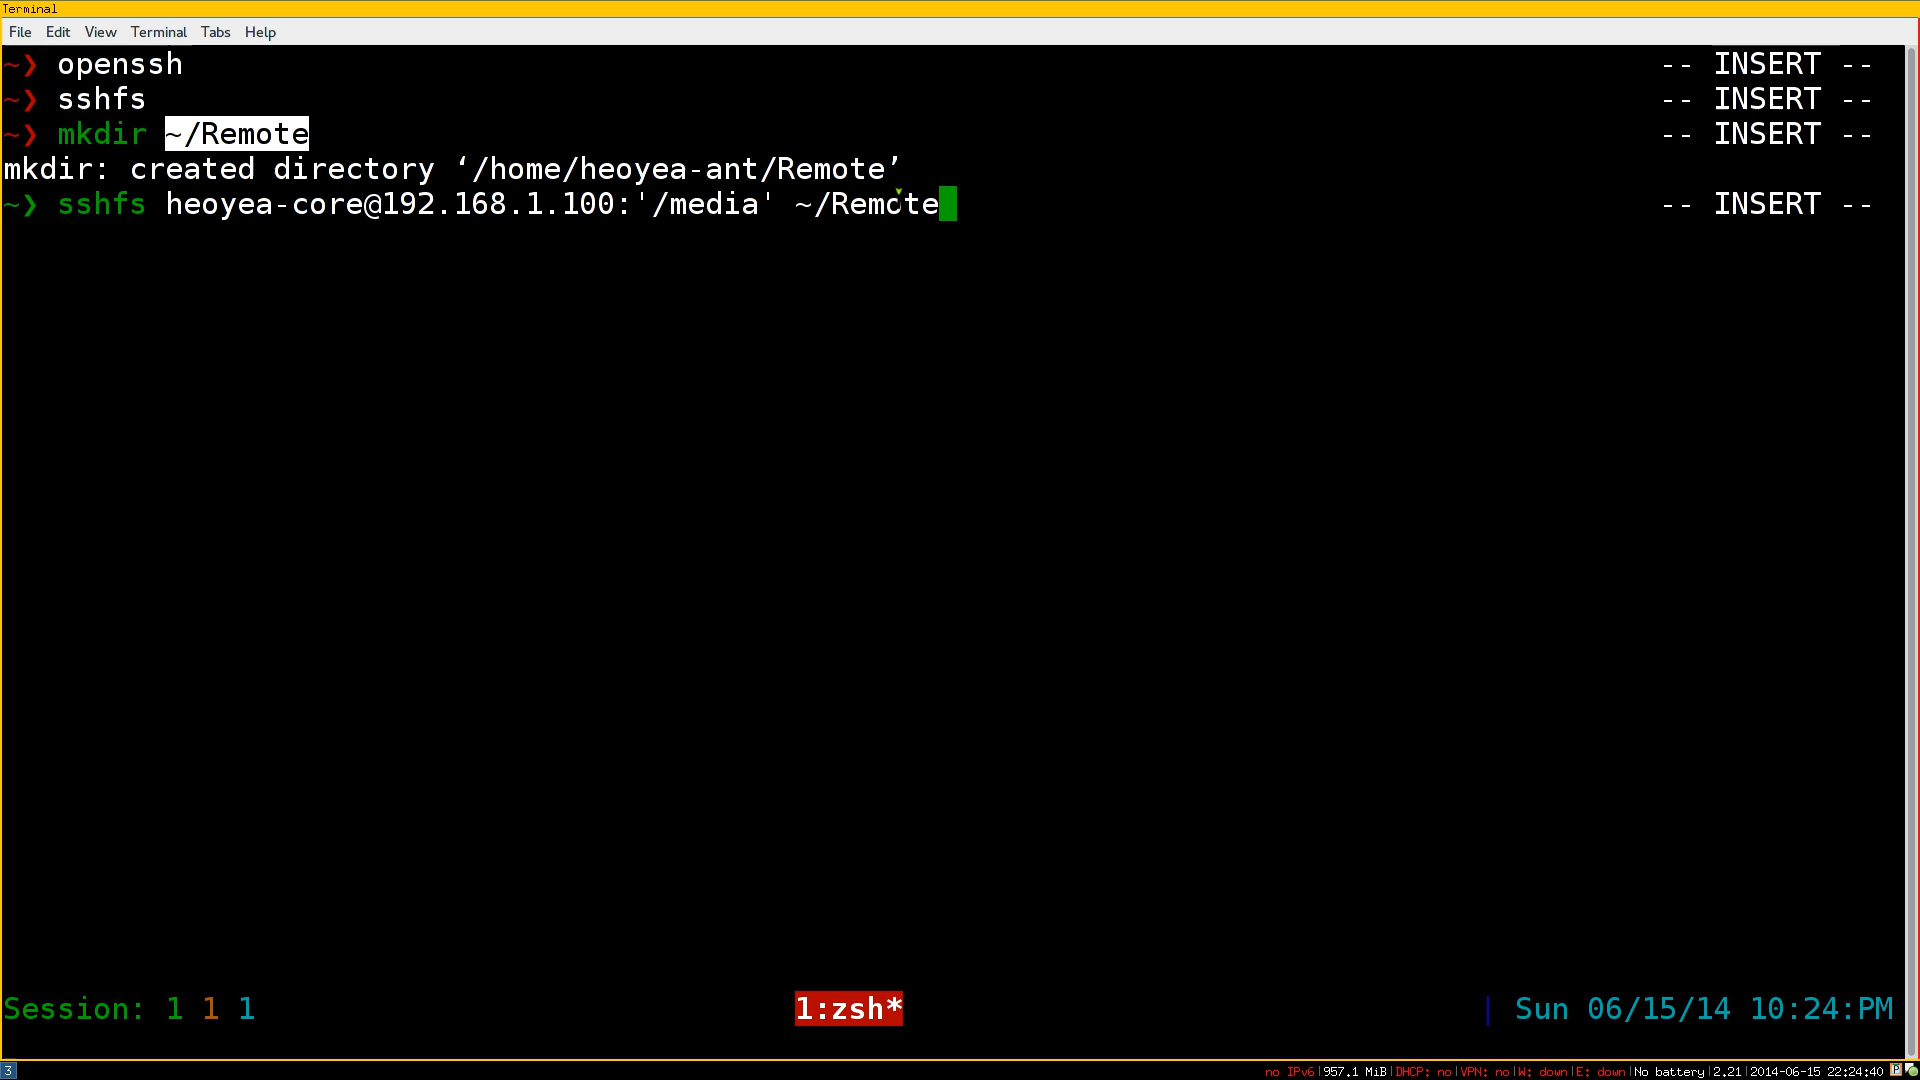 Terminal
File Edit View Terminal Tabs Help
~❯ openssh -- INSERT --
~❯ sshfs -- INSERT --
~❯ mkdir ~/Remote -- INSERT --
mkdir: created directory ‘/home/heoyea-ant/Remote’
~❯ sshfs heoyea-core@192.168.1.100:'/media' ~/Remote -- INSERT --
Session: 1 1 1 1:zsh* | Sun 06/15/14 10:24:PM
3 no IPv6|957.1 MiB|DHCP: no|VPN: no|W: down|E: down|No battery|2.21|2014-06-15 22:24:40 P